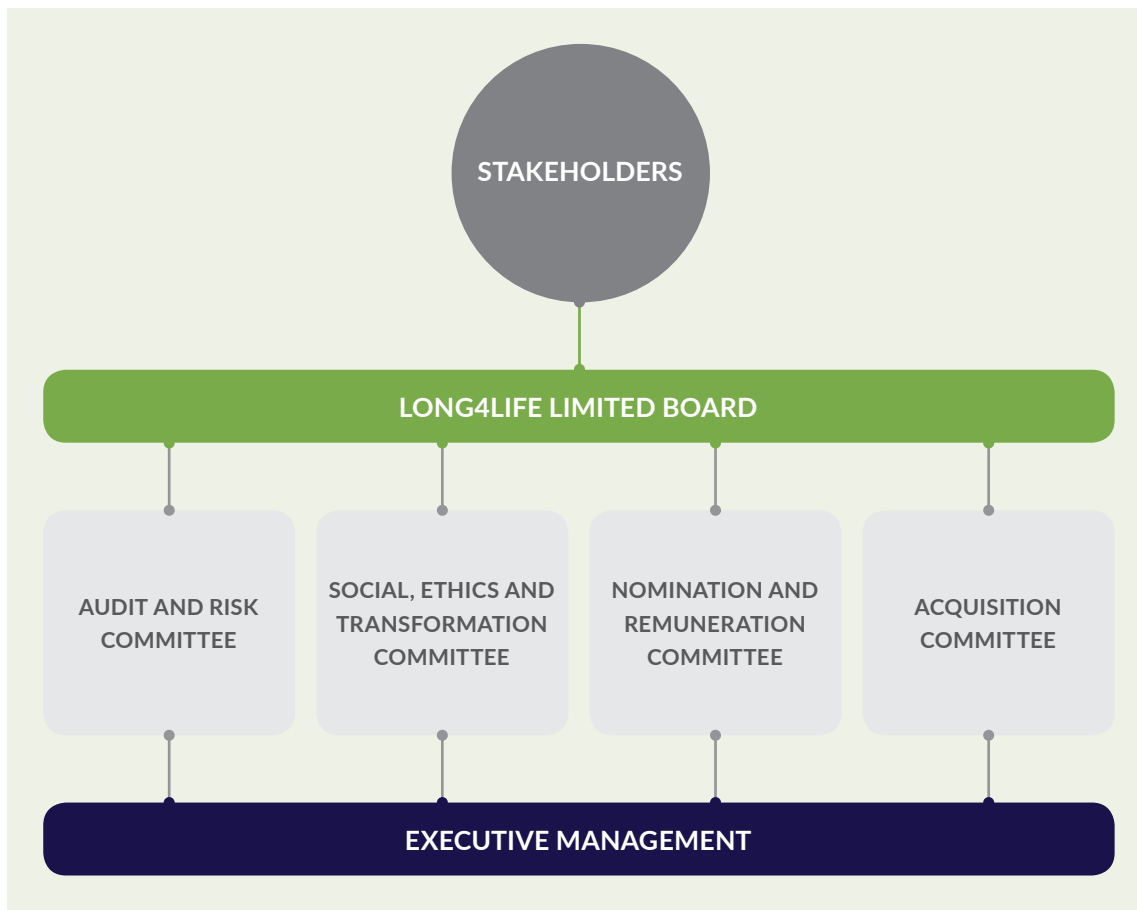 STAKEHOLDERS
LONG4LIFE LIMITED BOARD
AUDIT AND RISK
COMMITTEE
SOCIAL, ETHICS AND
TRANSFORMATION
COMMITTEE
NOMINATION AND
REMUNERATION
COMMITTEE
ACQUISITION
COMMITTEE
EXECUTIVE MANAGEMENT